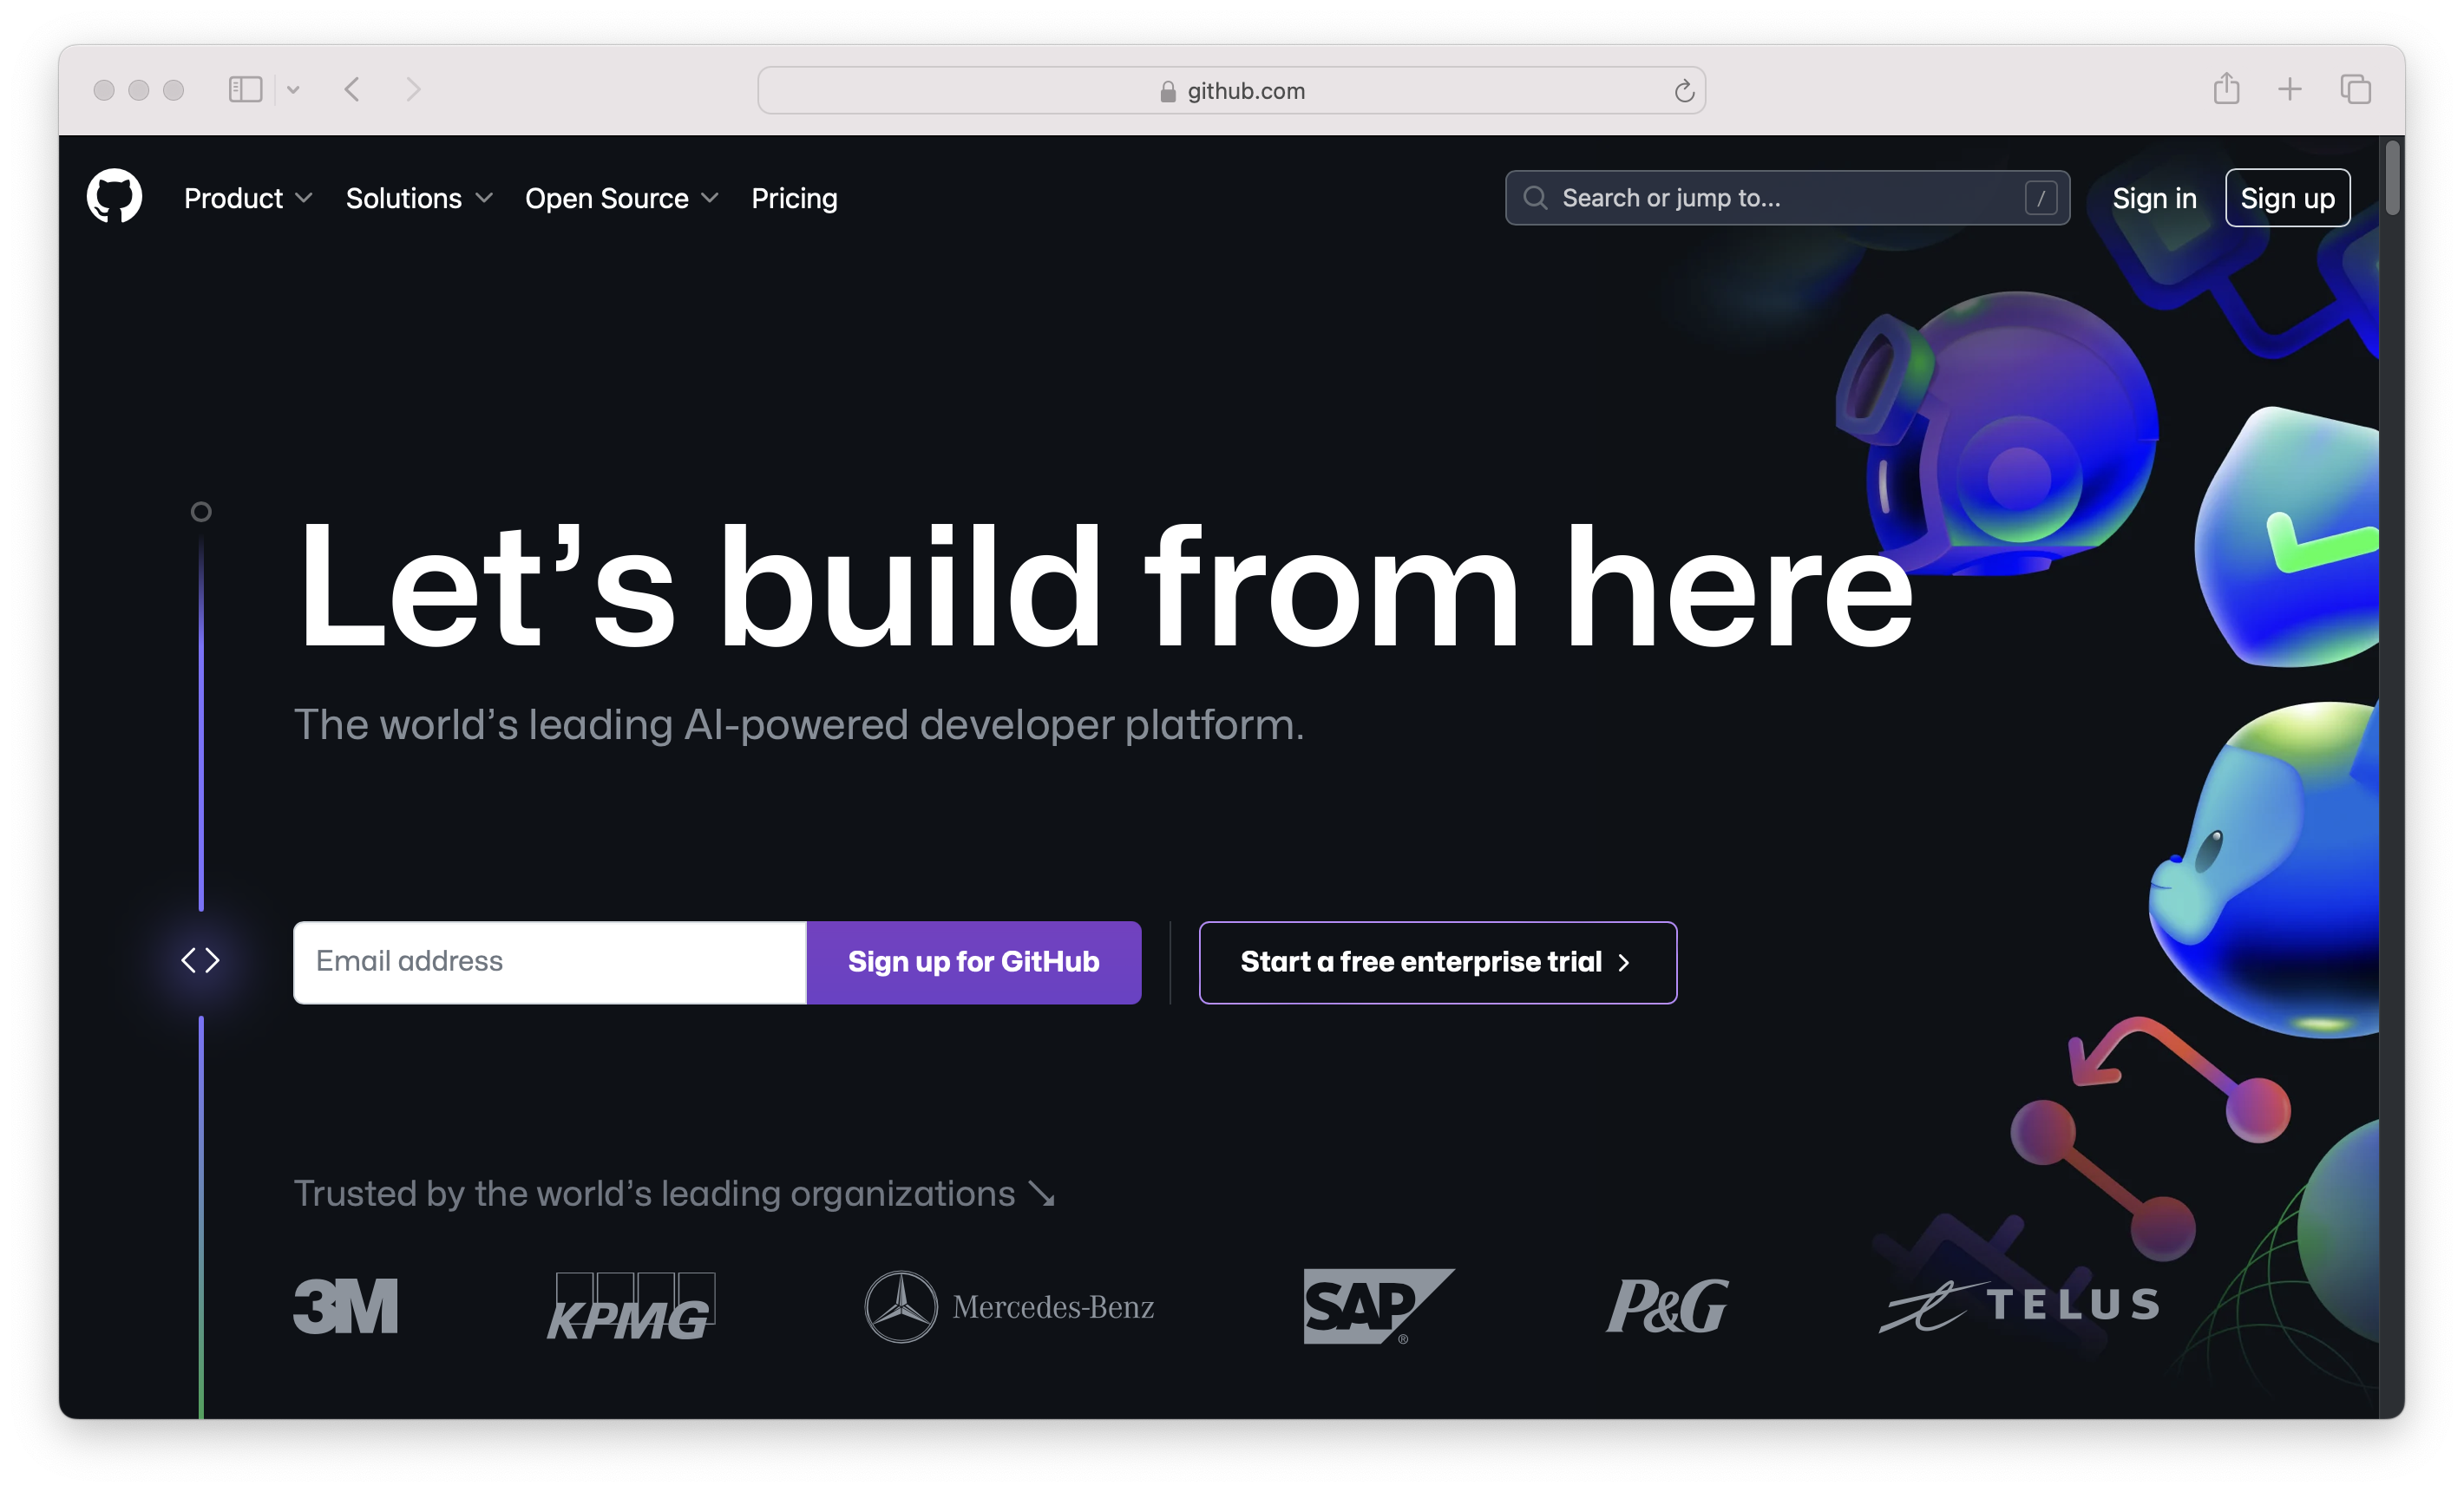 github.com
Product Solutions Open Source Pricing Search or jump to... / Sign in Sign up
Let’s build from here
The world’s leading AI-powered developer platform.
Email address Sign up for GitHub Start a free enterprise trial
Trusted by the world’s leading organizations
3M KPMG Mercedes-Benz SAP® P&G TELUS